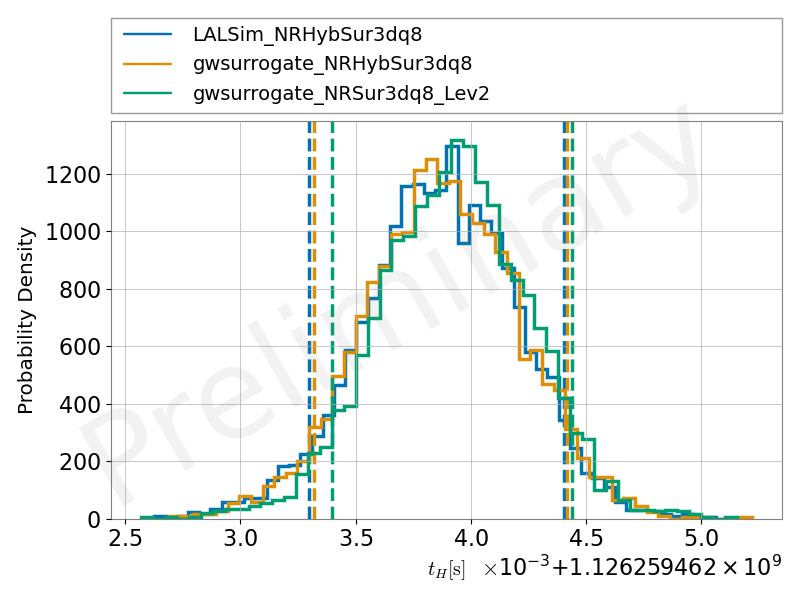 LALSim_NRHybSur3dq8
gwsurrogate_NRHybSur3dq8
gwsurrogate_NRSur3dq8_Lev2
Preliminary
Probability Density
1200
1000
800
600
400
200
0
2.5 3.0 3.5 4.0 4.5 5.0
t_H[s] ×10⁻³+1.126259462 × 10⁹